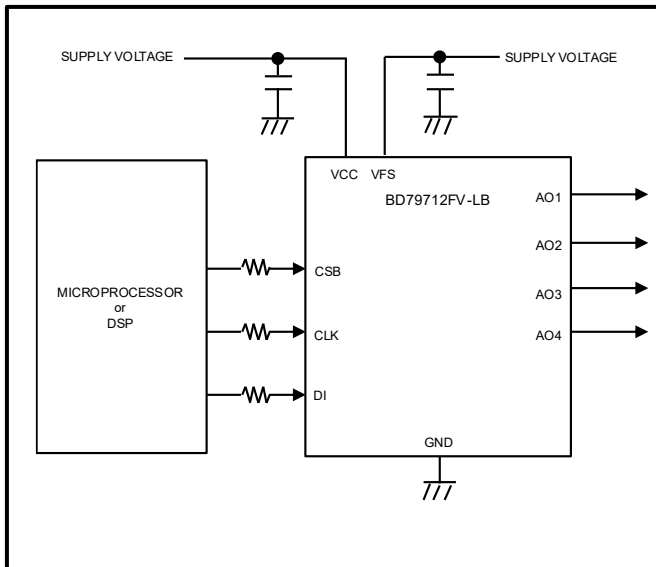 SUPPLY VOLTAGE
SUPPLY VOLTAGE
VCC
VFS
BD79712FV-LB
AO1
AO2
AO3
AO4
MICROPROCESSOR
or
DSP
CSB
CLK
DI
GND